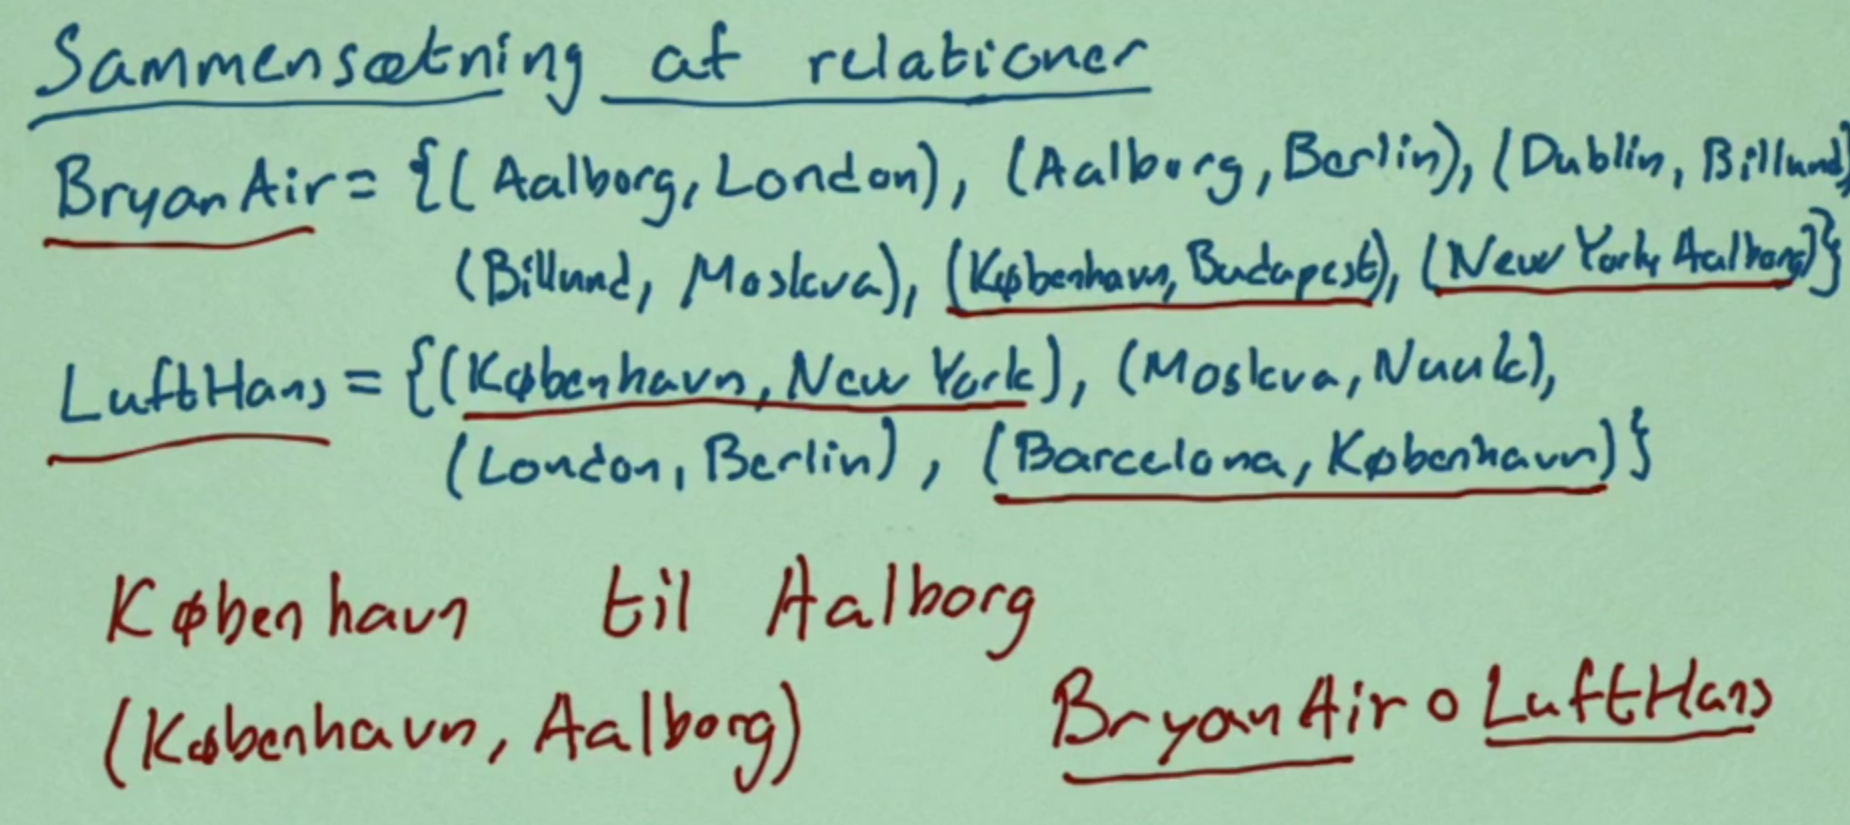 Sammensætning af relationer
BryanAir = {(Aalborg, London), (Aalborg, Berlin), (Dublin, Billund)
(Billund, Moskva), (København, Budapest), (New York, Aalborg)}
LuftHans = {(København, New York), (Moskva, Nuuk),
(London, Berlin), (Barcelona, København)}
København til Aalborg
(København, Aalborg) BryanAir ∘ LuftHans